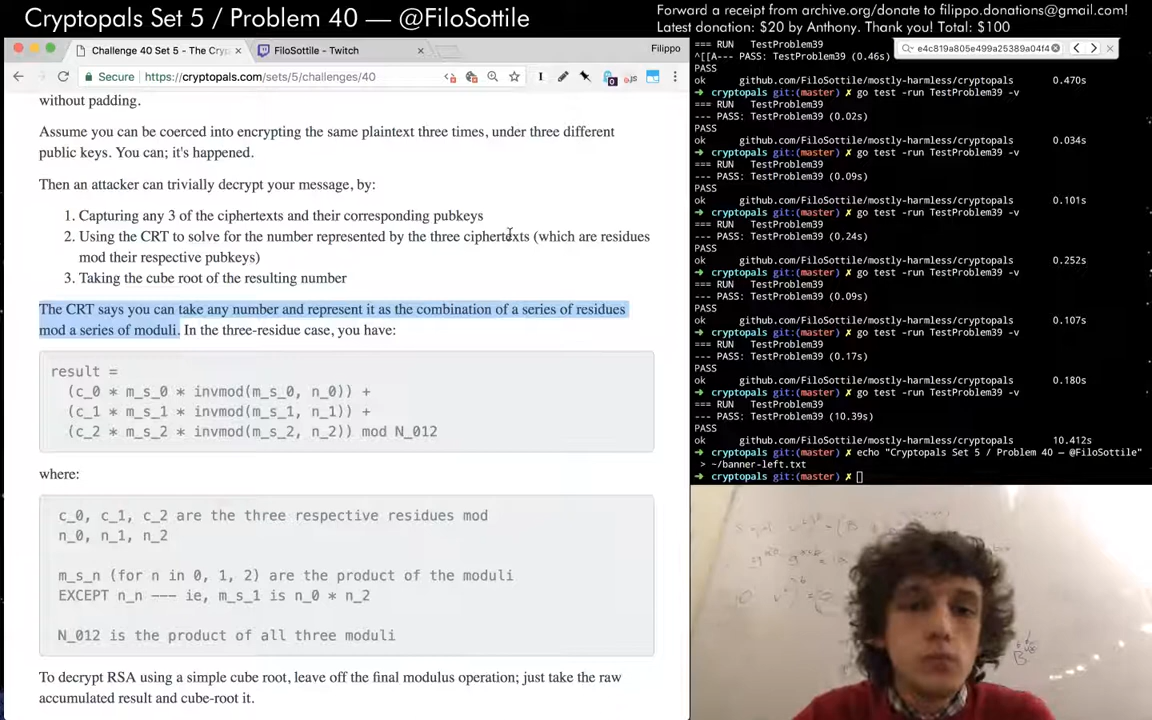 Cryptopals Set 5 / Problem 40 — @FiloSottile
Forward a receipt from archive.org/donate to filippo.donations@gmail.com!
Latest donation: $20 by Anthony. Thank you! Total: $100
Challenge 40 Set 5 - The Cryp
FiloSottile - Twitch
Filippo
Secure
https://cryptopals.com/sets/5/challenges/40
without padding.
Assume you can be coerced into encrypting the same plaintext three times, under three different
public keys. You can; it's happened.
Then an attacker can trivially decrypt your message, by:
1. Capturing any 3 of the ciphertexts and their corresponding pubkeys
2. Using the CRT to solve for the number represented by the three ciphertexts (which are residues
mod their respective pubkeys)
3. Taking the cube root of the resulting number
The CRT says you can take any number and represent it as the combination of a series of residues
mod a series of moduli. In the three-residue case, you have:
result =
(c_0 * m_s_0 * invmod(m_s_0, n_0)) +
(c_1 * m_s_1 * invmod(m_s_1, n_1)) +
(c_2 * m_s_2 * invmod(m_s_2, n_2)) mod N_012
where:
c_0, c_1, c_2 are the three respective residues mod
n_0, n_1, n_2
m_s_n (for n in 0, 1, 2) are the product of the moduli
EXCEPT n_n --- ie, m_s_1 is n_0 * n_2
N_012 is the product of all three moduli
To decrypt RSA using a simple cube root, leave off the final modulus operation; just take the raw
accumulated result and cube-root it.
=== RUN TestProblem39
e4c819a805e499a25389a04f4
^[[A--- PASS: TestProblem39 (0.46s)
PASS
ok github.com/FiloSottile/mostly-harmless/cryptopals 0.470s
➜ cryptopals git:(master) ✗ go test -run TestProblem39 -v
=== RUN TestProblem39
--- PASS: TestProblem39 (0.02s)
PASS
ok github.com/FiloSottile/mostly-harmless/cryptopals 0.034s
➜ cryptopals git:(master) ✗ go test -run TestProblem39 -v
=== RUN TestProblem39
--- PASS: TestProblem39 (0.09s)
PASS
ok github.com/FiloSottile/mostly-harmless/cryptopals 0.101s
➜ cryptopals git:(master) ✗ go test -run TestProblem39 -v
=== RUN TestProblem39
--- PASS: TestProblem39 (0.24s)
PASS
ok github.com/FiloSottile/mostly-harmless/cryptopals 0.252s
➜ cryptopals git:(master) ✗ go test -run TestProblem39 -v
=== RUN TestProblem39
--- PASS: TestProblem39 (0.09s)
PASS
ok github.com/FiloSottile/mostly-harmless/cryptopals 0.107s
➜ cryptopals git:(master) ✗ go test -run TestProblem39 -v
=== RUN TestProblem39
--- PASS: TestProblem39 (0.17s)
PASS
ok github.com/FiloSottile/mostly-harmless/cryptopals 0.180s
➜ cryptopals git:(master) ✗ go test -run TestProblem39 -v
=== RUN TestProblem39
--- PASS: TestProblem39 (10.39s)
PASS
ok github.com/FiloSottile/mostly-harmless/cryptopals 10.412s
➜ cryptopals git:(master) ✗ echo "Cryptopals Set 5 / Problem 40 — @FiloSottile"
> ~/banner-left.txt
➜ cryptopals git:(master) ✗